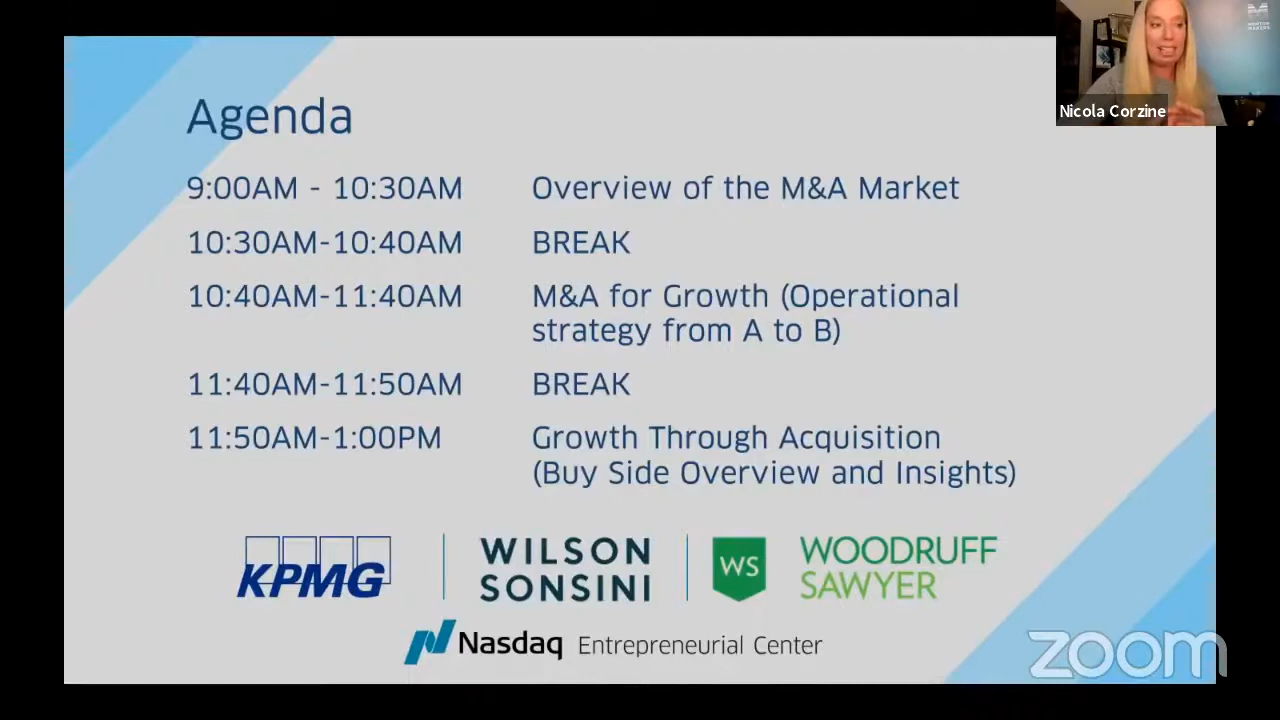 Agenda
9:00AM - 10:30AM Overview of the M&A Market
10:30AM-10:40AM BREAK
10:40AM-11:40AM M&A for Growth (Operational
strategy from A to B)
11:40AM-11:50AM BREAK
11:50AM-1:00PM Growth Through Acquisition
(Buy Side Overview and Insights)
KPMG
WILSON
SONSINI
WS
WOODRUFF
SAWYER
Nasdaq Entrepreneurial Center
zoom
Nicola Corzine